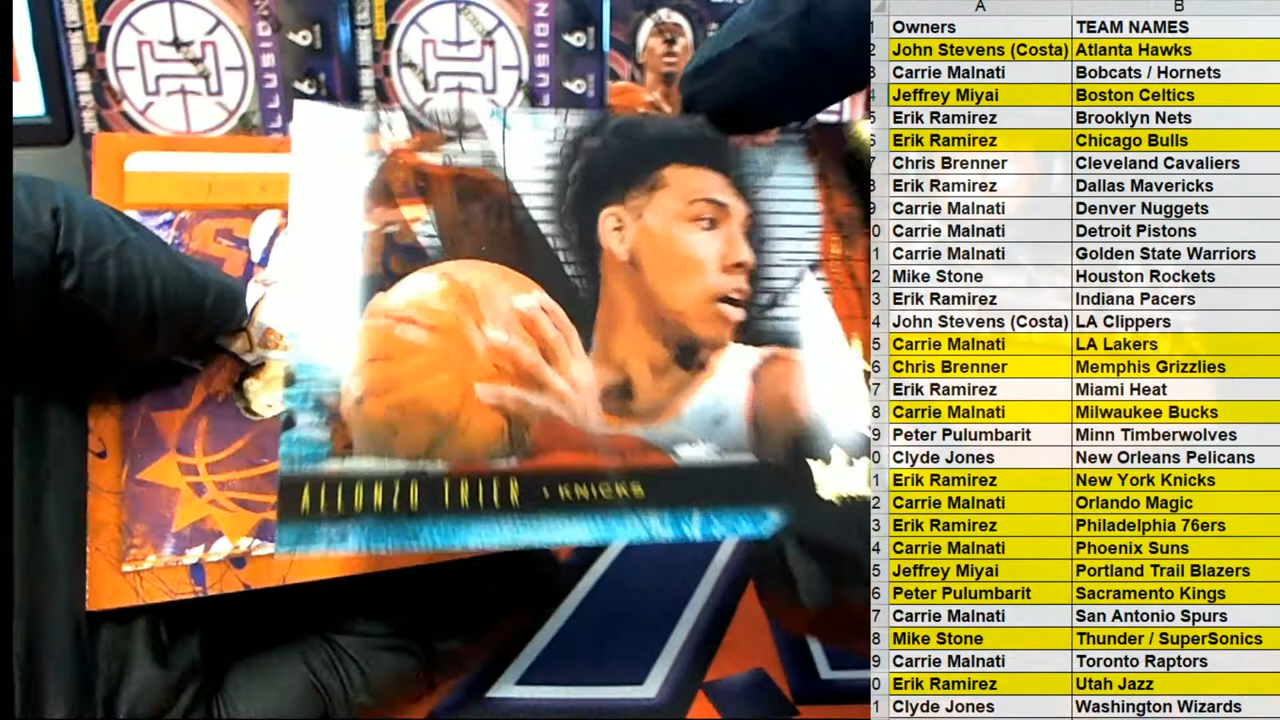 ILLUSION
6
6
LLUSION
6
6
ALLONZO TRIER KNICKS
A B
1 Owners TEAM NAMES
2 John Stevens (Costa) Atlanta Hawks
3 Carrie Malnati Bobcats / Hornets
4 Jeffrey Miyai Boston Celtics
5 Erik Ramirez Brooklyn Nets
6 Erik Ramirez Chicago Bulls
7 Chris Brenner Cleveland Cavaliers
8 Erik Ramirez Dallas Mavericks
9 Carrie Malnati Denver Nuggets
0 Carrie Malnati Detroit Pistons
1 Carrie Malnati Golden State Warriors
2 Mike Stone Houston Rockets
3 Erik Ramirez Indiana Pacers
4 John Stevens (Costa) LA Clippers
5 Carrie Malnati LA Lakers
6 Chris Brenner Memphis Grizzlies
7 Erik Ramirez Miami Heat
8 Carrie Malnati Milwaukee Bucks
9 Peter Pulumbarit Minn Timberwolves
0 Clyde Jones New Orleans Pelicans
1 Erik Ramirez New York Knicks
2 Carrie Malnati Orlando Magic
3 Erik Ramirez Philadelphia 76ers
4 Carrie Malnati Phoenix Suns
5 Jeffrey Miyai Portland Trail Blazers
6 Peter Pulumbarit Sacramento Kings
7 Carrie Malnati San Antonio Spurs
8 Mike Stone Thunder / SuperSonics
9 Carrie Malnati Toronto Raptors
0 Erik Ramirez Utah Jazz
1 Clyde Jones Washington Wizards